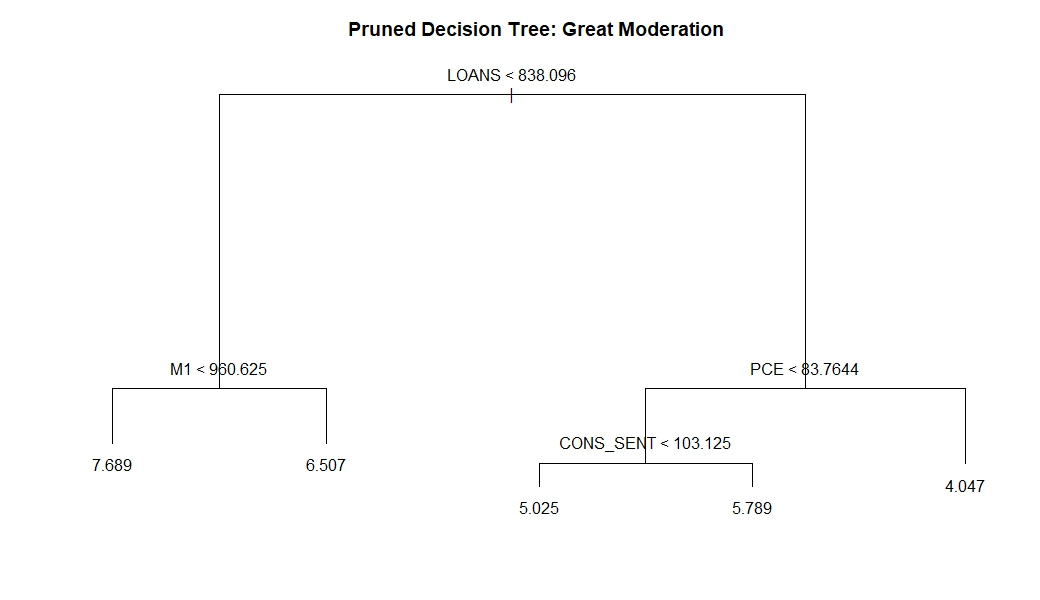 Pruned Decision Tree: Great Moderation
LOANS < 838.096
M1 < 960.625
PCE < 83.7644
CONS_SENT < 103.125
7.689
6.507
4.047
5.025
5.789